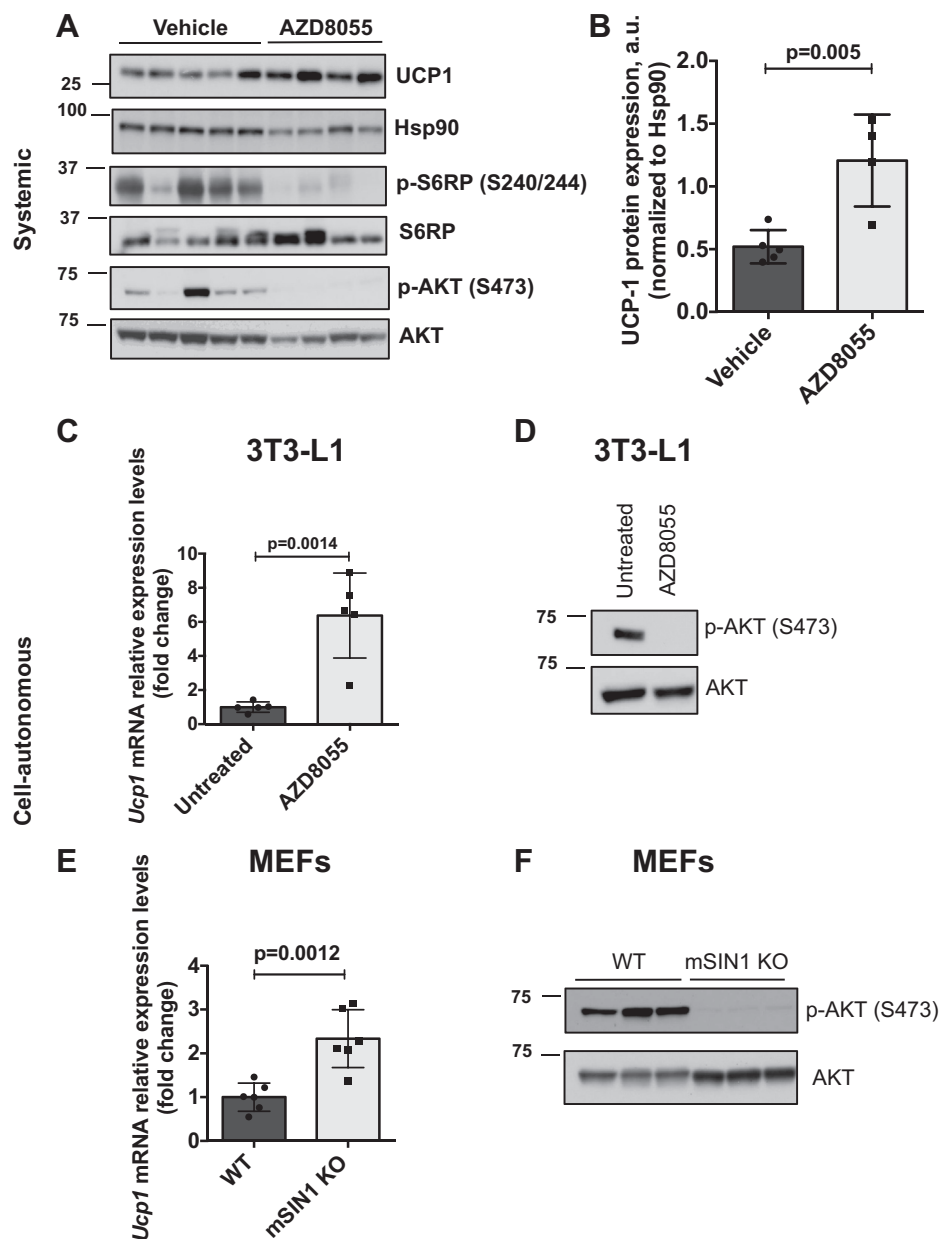 A
Vehicle AZD8055
25 UCP1
100 Hsp90
37 p-S6RP (S240/244)
37 S6RP
75 p-AKT (S473)
75 AKT
Systemic
B
UCP-1 protein expression, a.u.
(normalized to Hsp90)
p=0.005
2.0
1.5
1.0
0.5
0.0
Vehicle AZD8055
Cell-autonomous
C
3T3-L1
Ucp1 mRNA relative expression levels
(fold change)
p=0.0014
10
8
6
4
2
0
Untreated AZD8055
D
3T3-L1
Untreated AZD8055
75 p-AKT (S473)
75 AKT
E
MEFs
Ucp1 mRNA relative expression levels
(fold change)
p=0.0012
4
3
2
1
0
WT mSIN1 KO
F
MEFs
WT mSIN1 KO
75 p-AKT (S473)
75 AKT